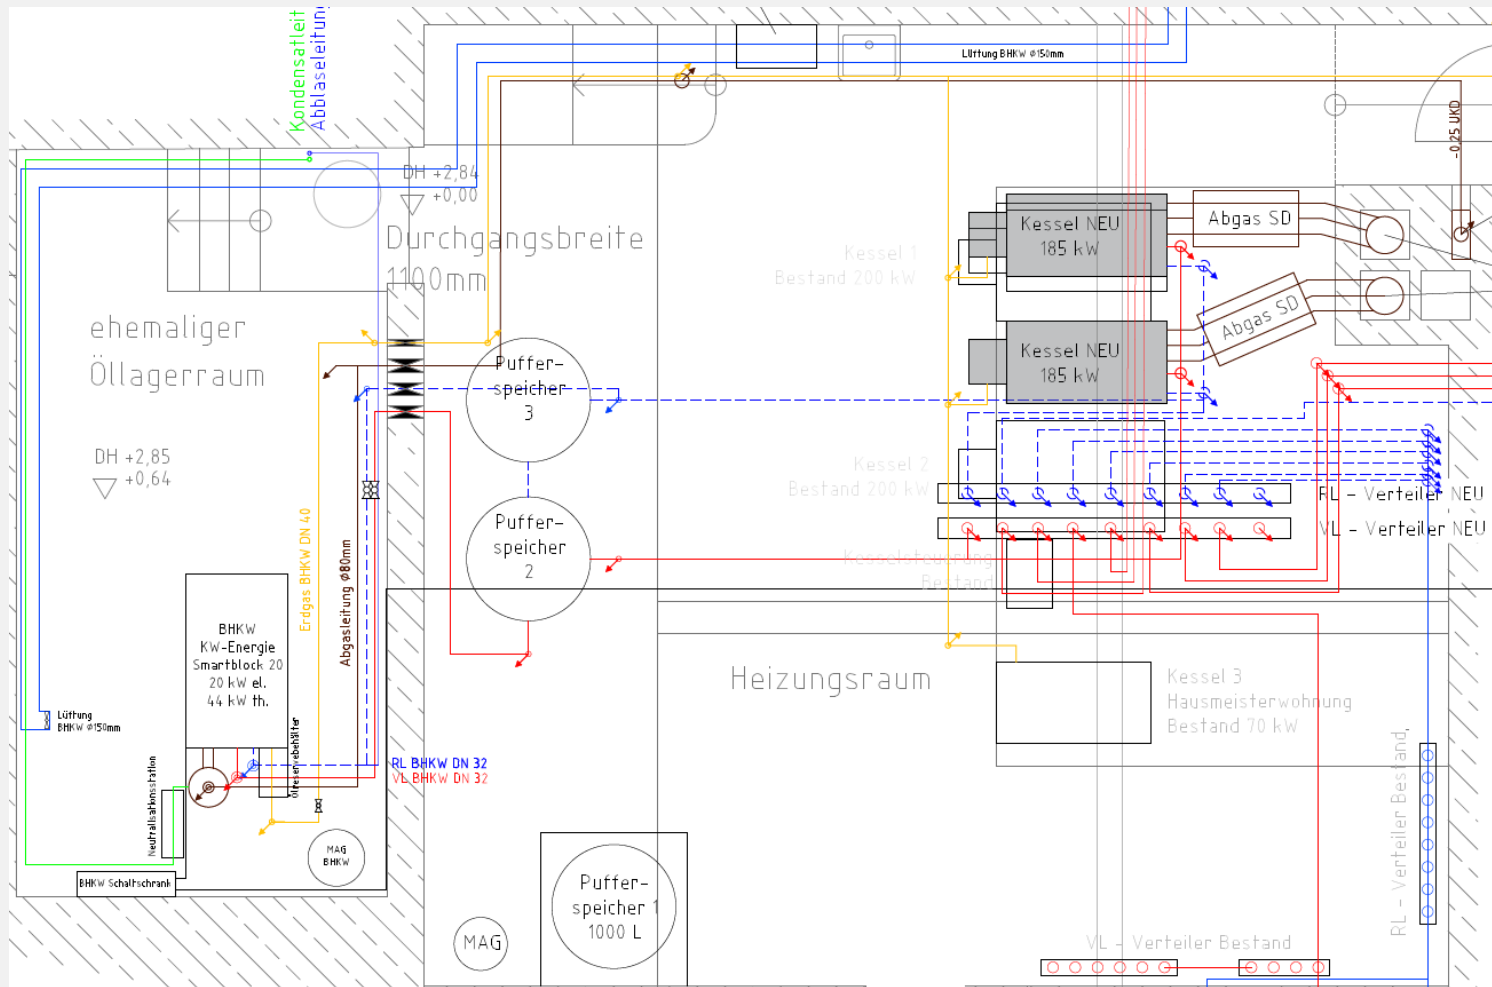 Kondensatleit
Abblaseleitung
Lüftung BHKW Ø150mm
-0,25 UKD
DH +2,84
+0,00
Durchgangsbreite
1100mm
Kessel 1
Bestand 200 kW
Kessel NEU
185 kW
Abgas SD
Kessel NEU
185 kW
Abgas SD
ehemaliger
Öllagerraum
Puffer-
speicher
3
DH +2,85
+0,64
Kessel 2
Bestand 200 kW
RL - Verteiler NEU
VL - Verteiler NEU
Puffer-
speicher
2
Kesselsteuerung
Bestand
Erdgas BHKW DN 40
Abgasleitung Ø80mm
BHKW
KW-Energie
Smartblock 20
20 kW el.
44 kW th.
Heizungsraum
Kessel 3
Hausmeisterwohnung
Bestand 70 kW
Lüftung
BHKW Ø150mm
Ölreservebehälter
Neutralisationsstation
RL BHKW DN 32
VL BHKW DN 32
RL - Verteiler Bestand,
MAG
BHKW
BHKW Schaltschrank
Puffer-
speicher 1
1000 L
MAG
VL - Verteiler Bestand